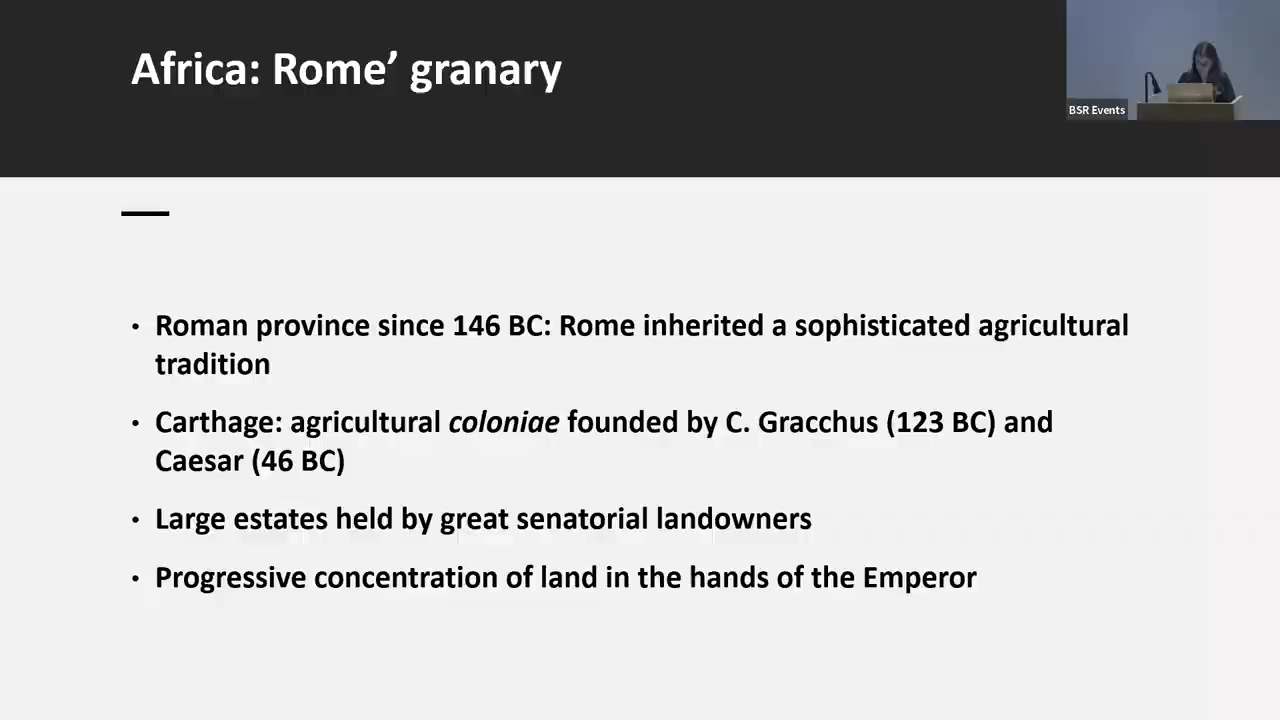 Africa: Rome’ granary
BSR Events
• Roman province since 146 BC: Rome inherited a sophisticated agricultural
tradition
• Carthage: agricultural coloniae founded by C. Gracchus (123 BC) and
Caesar (46 BC)
• Large estates held by great senatorial landowners
• Progressive concentration of land in the hands of the Emperor